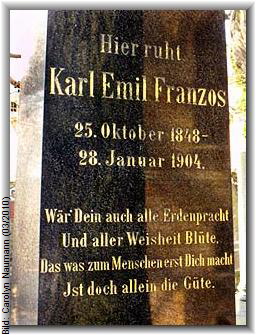 Hier ruht
Karl Emil Franzos
25. Oktober 1848-
28. Januar 1904.
Wär Dein auch alle Erdenpracht
Und aller Weisheit Blüte.
Das was zum Menschen erst Dich macht
Jst doch allein die Güte.
Bild: Carolyn Naumann (03/2010)